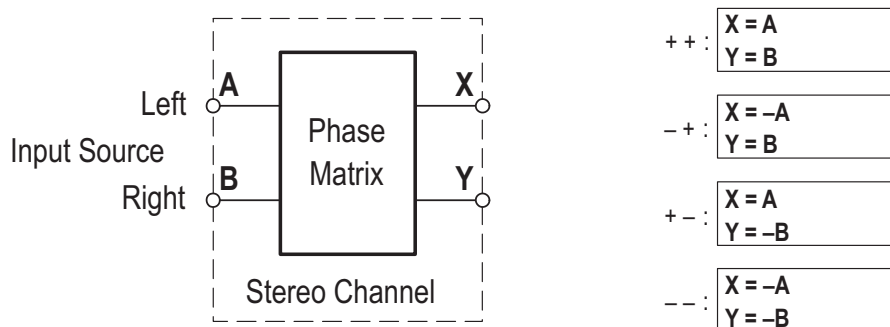 A
X
Left
Phase
Matrix
Input Source
B
Y
Right
Stereo Channel
+ + :
X = A
Y = B
– + :
X = –A
Y = B
+ – :
X = A
Y = –B
– – :
X = –A
Y = –B